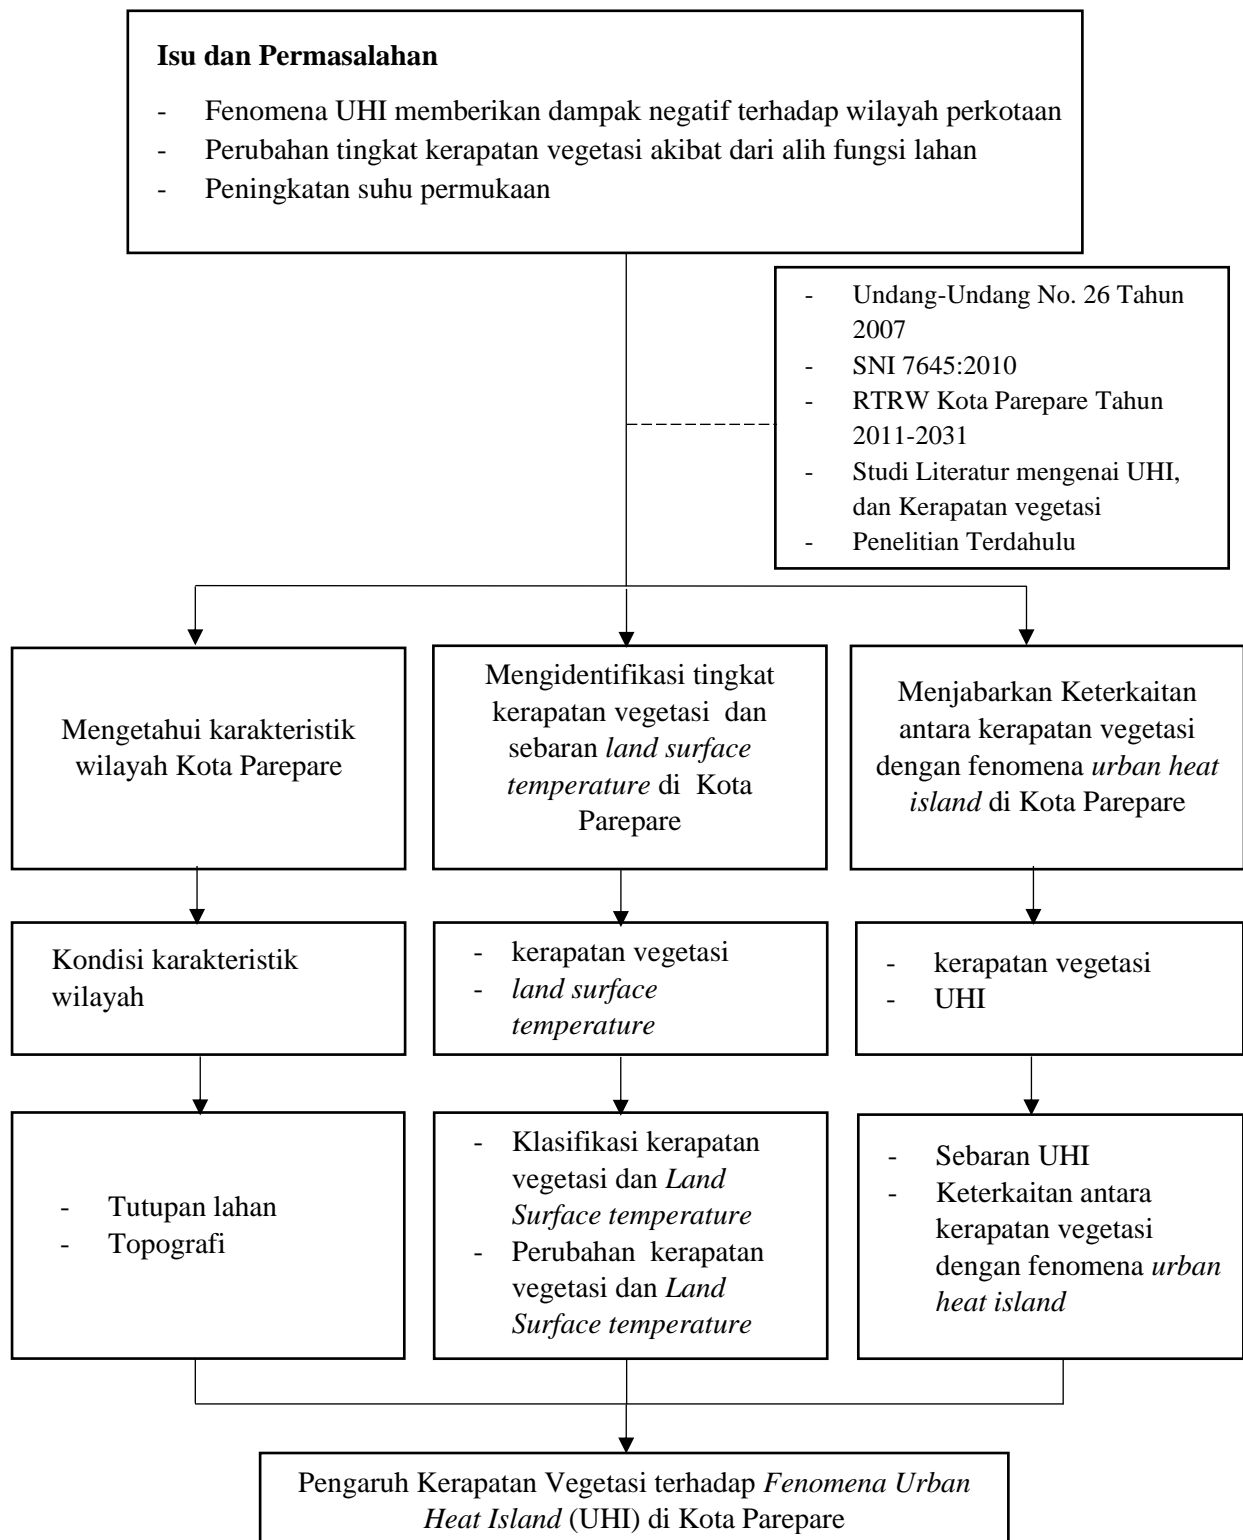 Isu dan Permasalahan
- Fenomena UHI memberikan dampak negatif terhadap wilayah perkotaan
- Perubahan tingkat kerapatan vegetasi akibat dari alih fungsi lahan
- Peningkatan suhu permukaan
- Undang-Undang No. 26 Tahun
2007
- SNI 7645:2010
- RTRW Kota Parepare Tahun
2011-2031
- Studi Literatur mengenai UHI,
dan Kerapatan vegetasi
- Penelitian Terdahulu
Mengetahui karakteristik
wilayah Kota Parepare
Mengidentifikasi tingkat
kerapatan vegetasi dan
sebaran land surface
temperature di Kota
Parepare
Menjabarkan Keterkaitan
antara kerapatan vegetasi
dengan fenomena urban heat
island di Kota Parepare
Kondisi karakteristik
wilayah
- kerapatan vegetasi
- land surface
temperature
- kerapatan vegetasi
- UHI
- Tutupan lahan
- Topografi
- Klasifikasi kerapatan
vegetasi dan Land
Surface temperature
- Perubahan kerapatan
vegetasi dan Land
Surface temperature
- Sebaran UHI
- Keterkaitan antara
kerapatan vegetasi
dengan fenomena urban
heat island
Pengaruh Kerapatan Vegetasi terhadap Fenomena Urban
Heat Island (UHI) di Kota Parepare